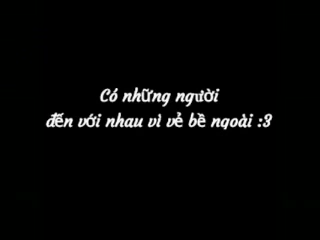 Có những người
đến với nhau vì vẻ bề ngoài :3